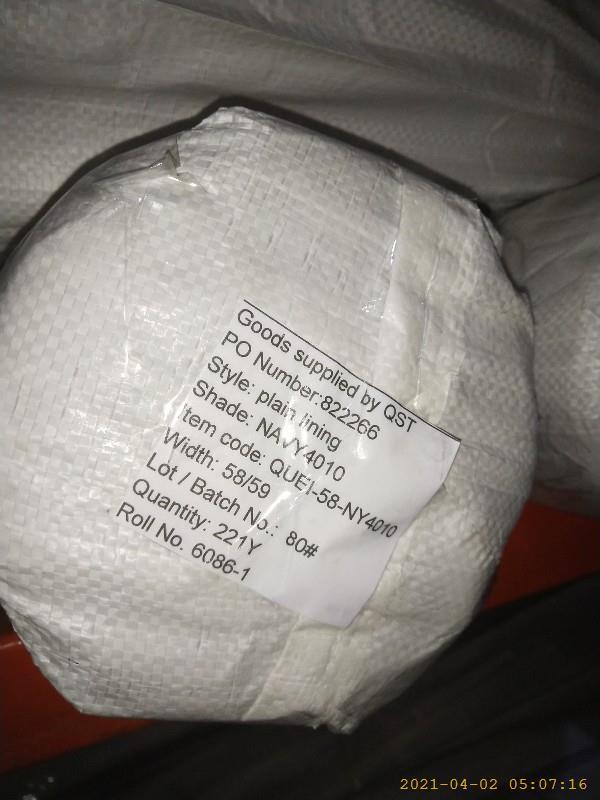 Goods supplied by QST
PO Number:822266
Style: plain lining
Shade: NAVY4010
Item code: QUEI-58-NY4010
Width: 58/59
Lot / Batch No.: 80#
Quantity: 221Y
Roll No. 6086-1
2021-04-02 05:07:16